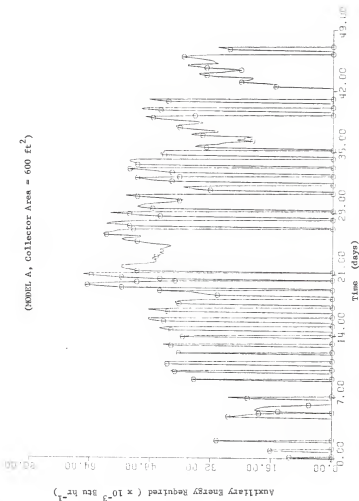 (MODEL A, Collector Area = 600 ft²)
Auxiliary Energy Required ( x 10⁻³ Btu hr⁻¹)
80.00
64.00
48.00
32.00
16.00
0.00
0.00 7.00 14.00 21.00 28.00 35.00 42.00 49.00
Time (days)